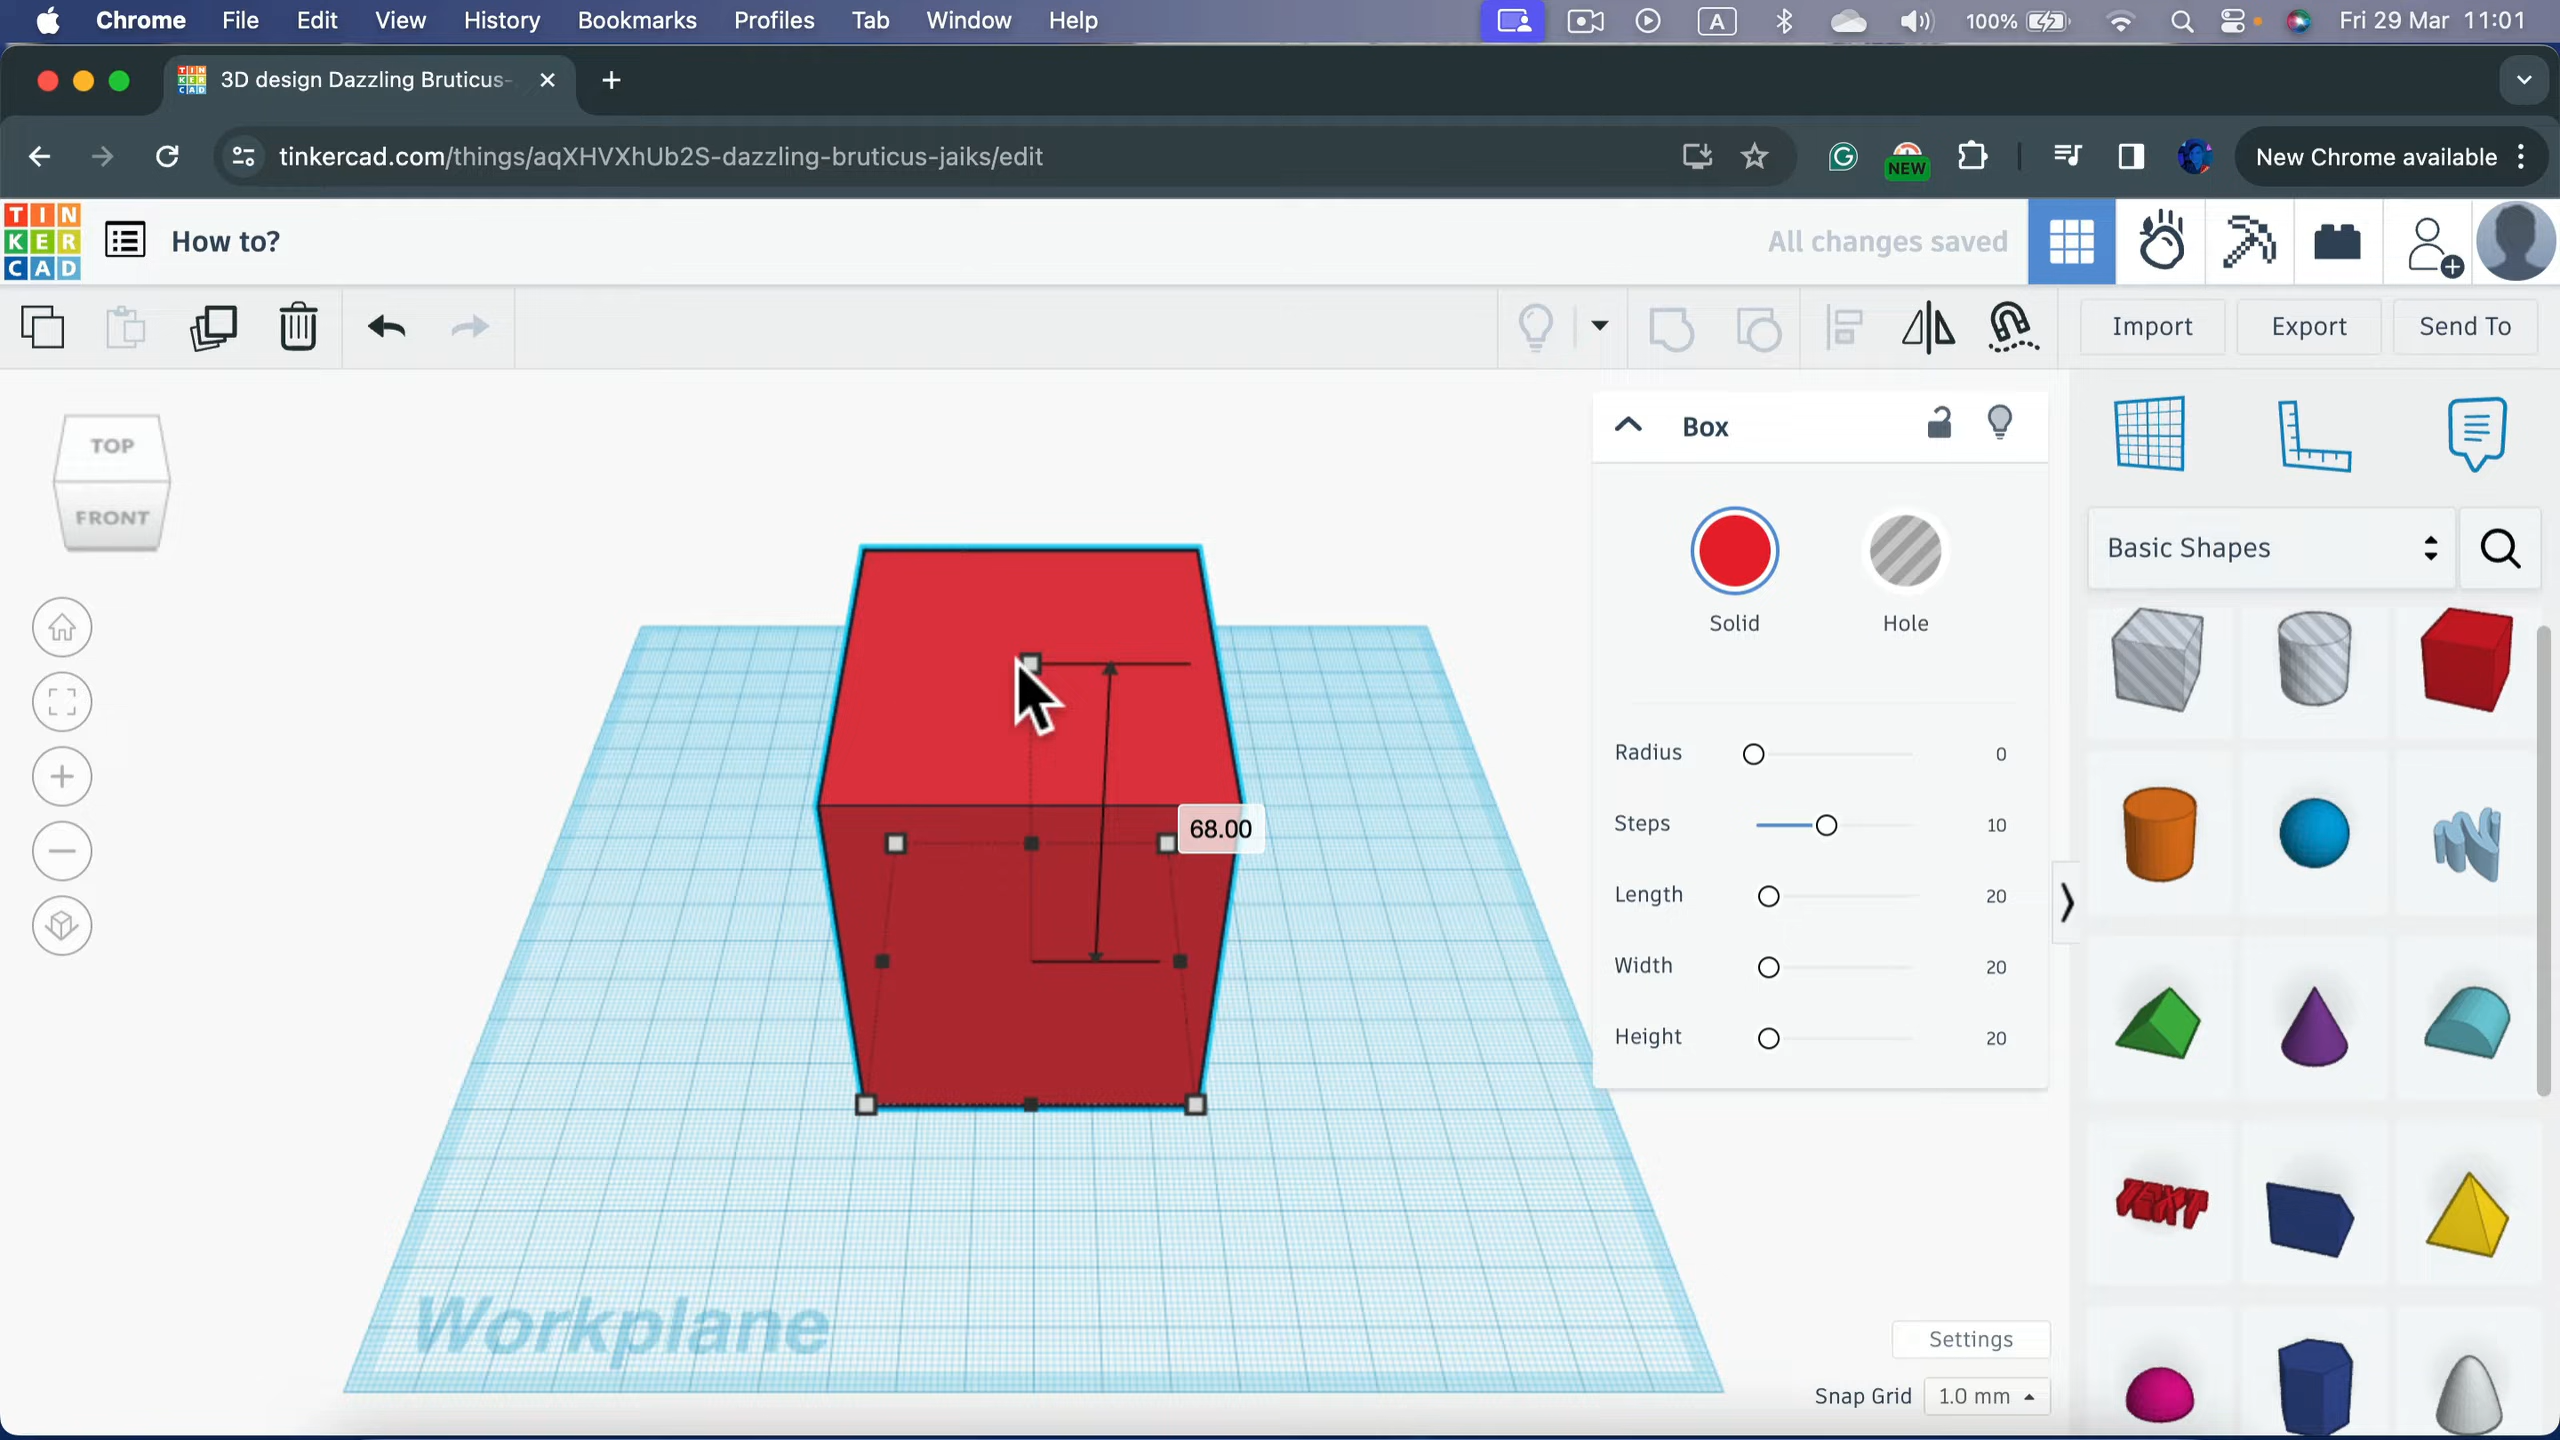 Chrome File Edit View History Bookmarks Profiles Tab Window Help A 100% Fri 29 Mar 11:01
3D design Dazzling Bruticus-
tinkercad.com/things/aqXHVXhUb2S-dazzling-bruticus-jaiks/edit NEW New Chrome available
TIN
KER
CAD
How to? All changes saved
Import Export Send To
TOP
FRONT
Box
Solid Hole
Radius 0
Steps 10
Length 20
Width 20
Height 20
68.00
Basic Shapes
TEXT
Workplane
Settings
Snap Grid 1.0 mm